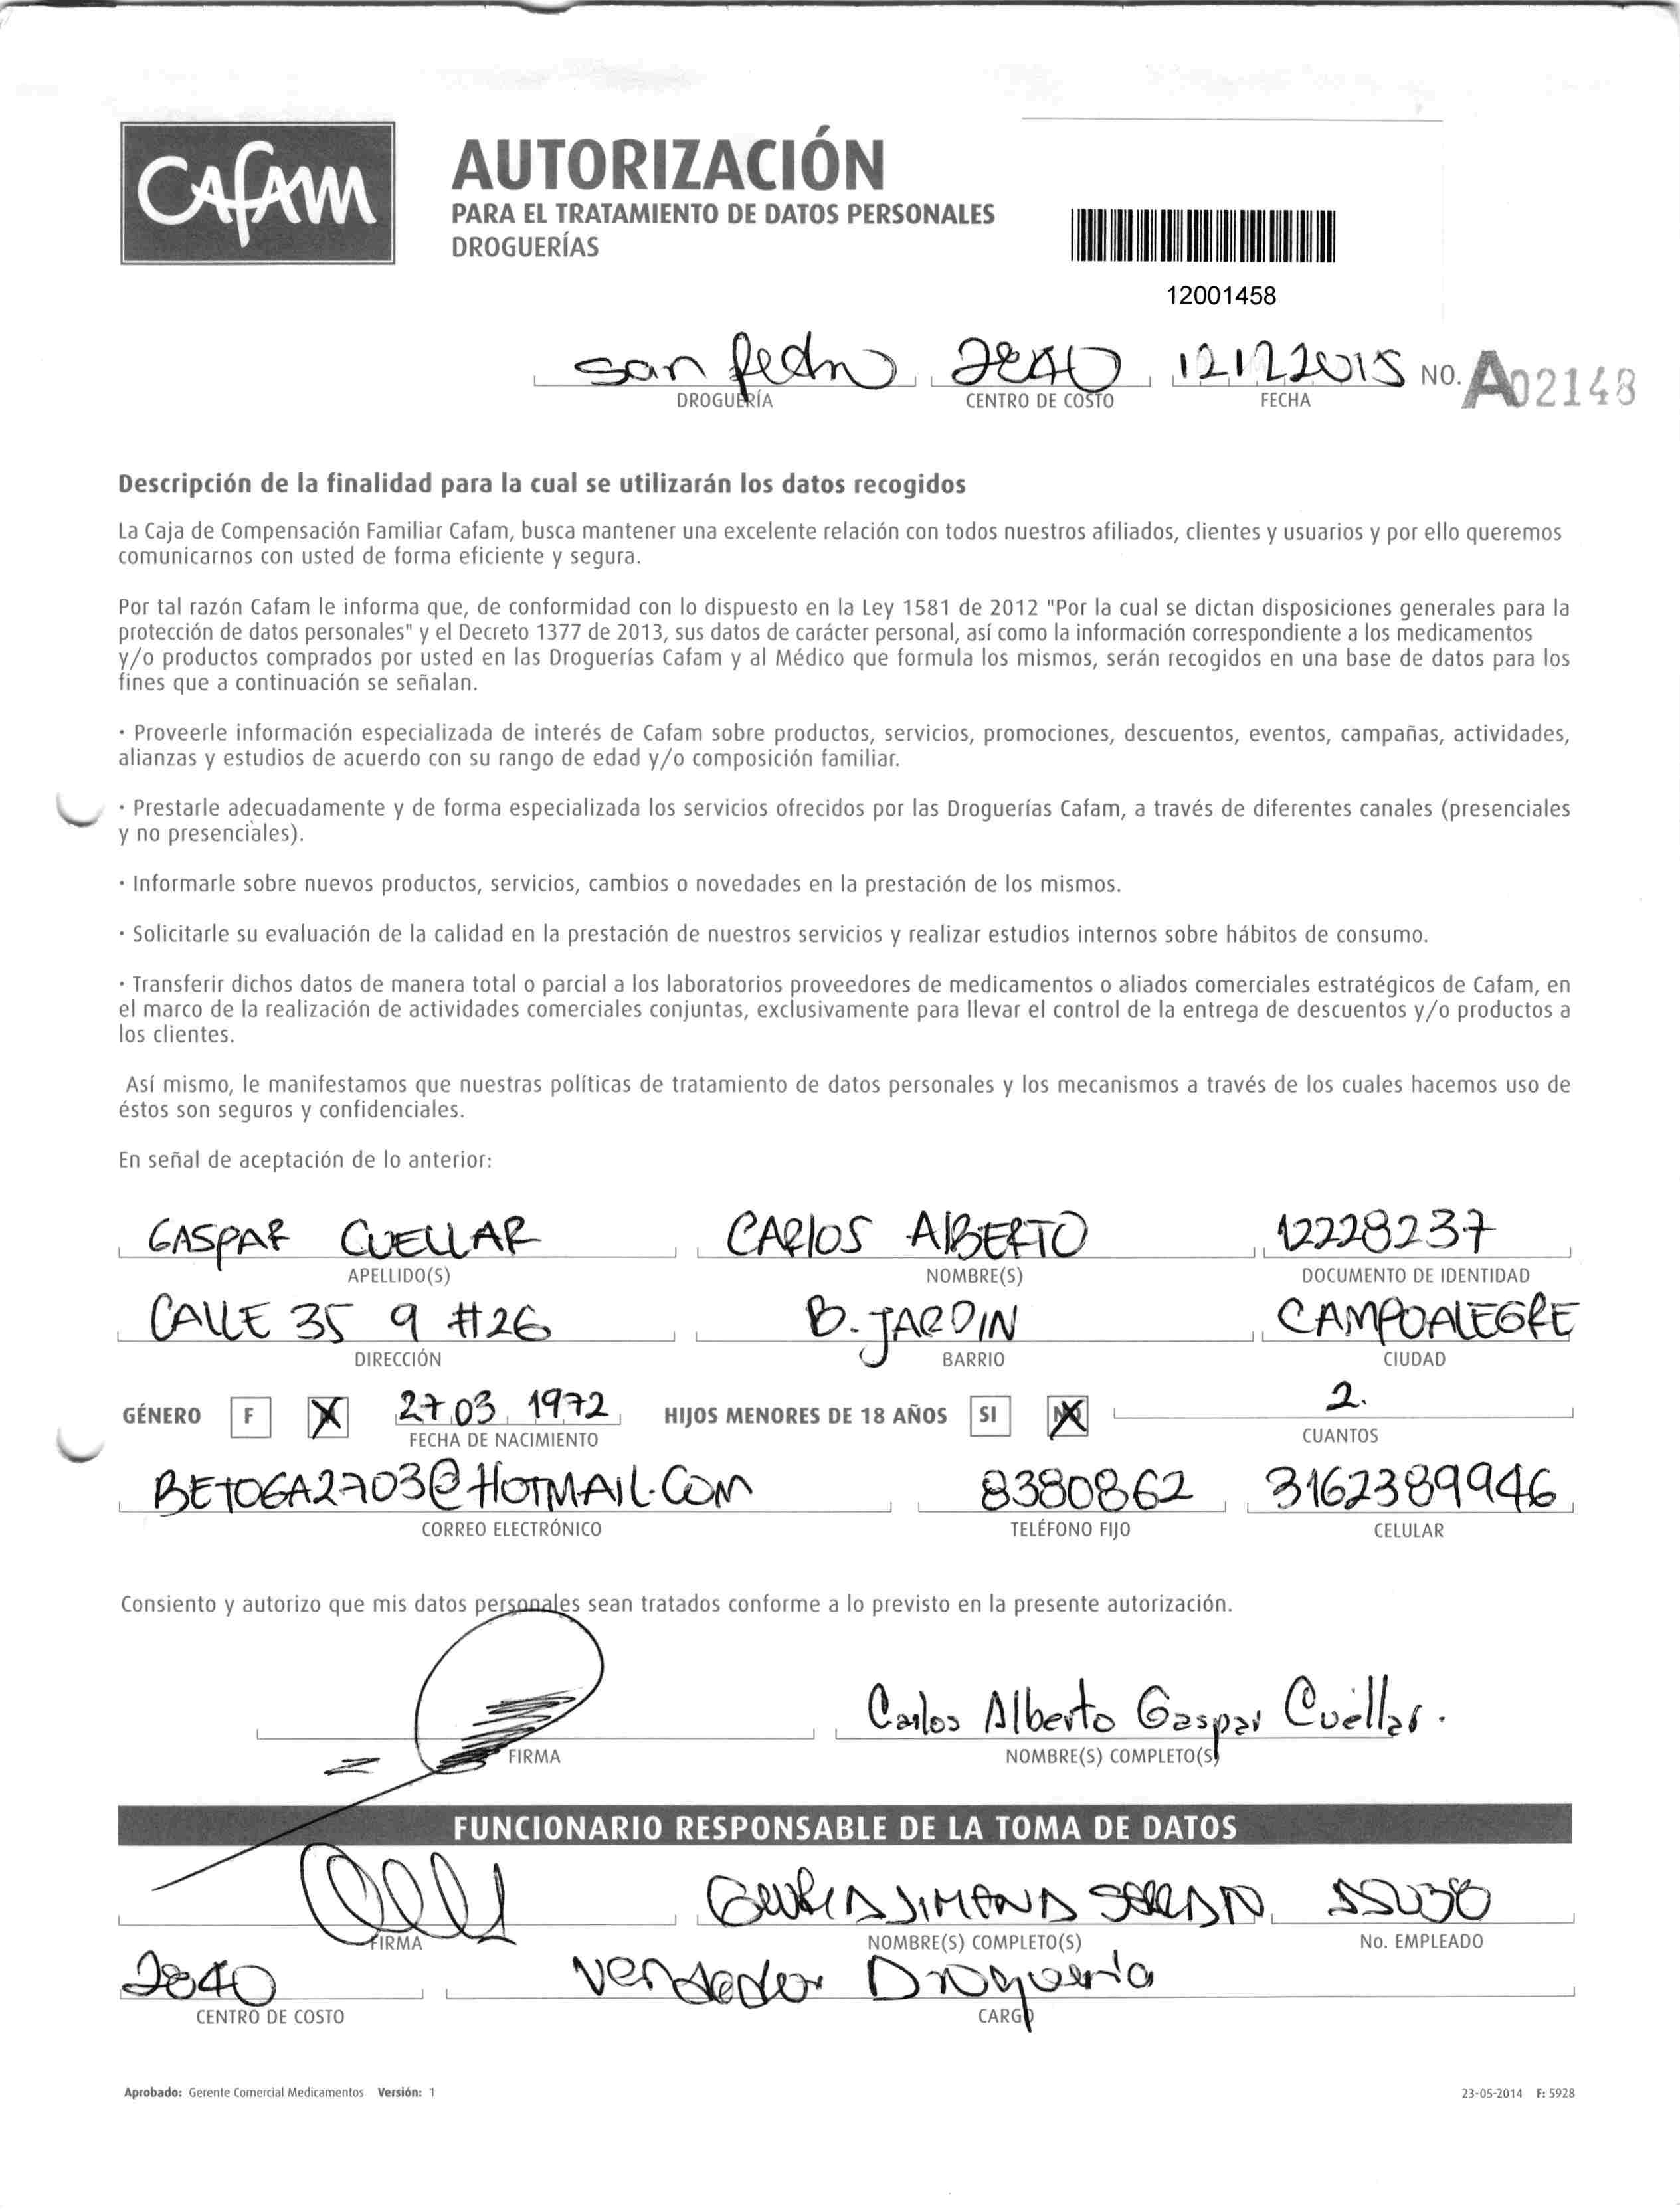 CAFAM
AUTORIZACIÓN
PARA EL TRATAMIENTO DE DATOS PERSONALES
DROGUERÍAS
12001458
san Pedro 2840 12122015 NO. A02148
DROGUERÍA CENTRO DE COSTO FECHA
Descripción de la finalidad para la cual se utilizarán los datos recogidos
La Caja de Compensación Familiar Cafam, busca mantener una excelente relación con todos nuestros afiliados, clientes y usuarios y por ello queremos
comunicarnos con usted de forma eficiente y segura.
Por tal razón Cafam le informa que, de conformidad con lo dispuesto en la Ley 1581 de 2012 "Por la cual se dictan disposiciones generales para la
protección de datos personales" y el Decreto 1377 de 2013, sus datos de carácter personal, así como la información correspondiente a los medicamentos
y/o productos comprados por usted en las Droguerías Cafam y al Médico que formula los mismos, serán recogidos en una base de datos para los
fines que a continuación se señalan.
· Proveerle información especializada de interés de Cafam sobre productos, servicios, promociones, descuentos, eventos, campañas, actividades,
alianzas y estudios de acuerdo con su rango de edad y/o composición familiar.
· Prestarle adecuadamente y de forma especializada los servicios ofrecidos por las Droguerías Cafam, a través de diferentes canales (presenciales
y no presenciales).
· Informarle sobre nuevos productos, servicios, cambios o novedades en la prestación de los mismos.
· Solicitarle su evaluación de la calidad en la prestación de nuestros servicios y realizar estudios internos sobre hábitos de consumo.
· Transferir dichos datos de manera total o parcial a los laboratorios proveedores de medicamentos o aliados comerciales estratégicos de Cafam, en
el marco de la realización de actividades comerciales conjuntas, exclusivamente para llevar el control de la entrega de descuentos y/o productos a
los clientes.
Así mismo, le manifestamos que nuestras políticas de tratamiento de datos personales y los mecanismos a través de los cuales hacemos uso de
éstos son seguros y confidenciales.
En señal de aceptación de lo anterior:
GASPAR CUELLAR CARlOS AlBERTO 12228237
APELLIDO(S) NOMBRE(S) DOCUMENTO DE IDENTIDAD
CALLE 35 9 #26 B. JARDIN CAMPOALEGRE
DIRECCIÓN BARRIO CIUDAD
GÉNERO F X 27 03 1972 HIJOS MENORES DE 18 AÑOS SI X 2.
FECHA DE NACIMIENTO CUANTOS
BETOGA2703@HOTMAIL.COM 8380862 3162389946
CORREO ELECTRÓNICO TELÉFONO FIJO CELULAR
Consiento y autorizo que mis datos personales sean tratados conforme a lo previsto en la presente autorización.
Carlos Alberto Gaspar Cuellar.
FIRMA NOMBRE(S) COMPLETO(S)
FUNCIONARIO RESPONSABLE DE LA TOMA DE DATOS
FIRMA NOMBRE(S) COMPLETO(S) No. EMPLEADO
2840 Vendedor Drogueria
CENTRO DE COSTO CARGO
Aprobado: Gerente Comercial Medicamentos Versión: 1 23-05-2014 F: 5928